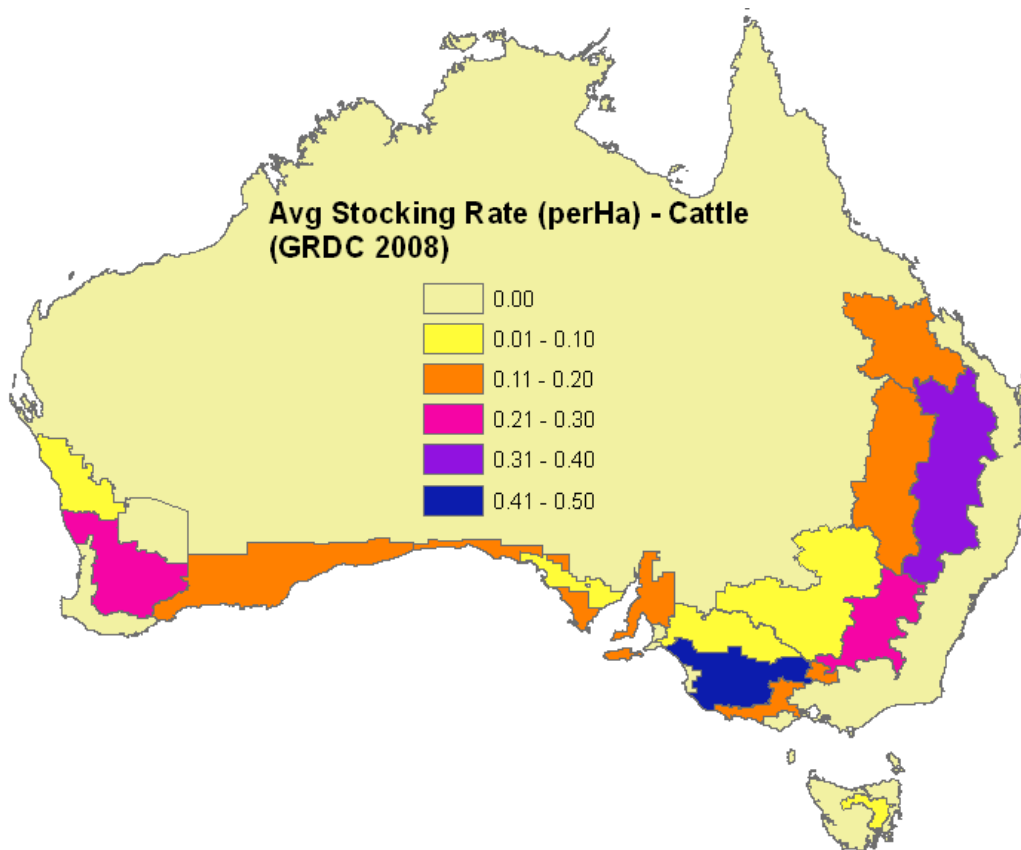 Avg Stocking Rate (perHa) - Cattle
(GRDC 2008)
0.00
0.01 - 0.10
0.11 - 0.20
0.21 - 0.30
0.31 - 0.40
0.41 - 0.50